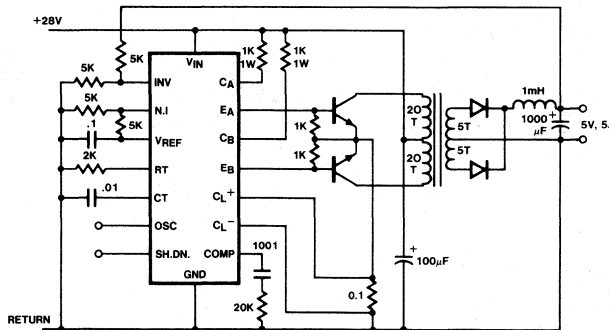 +28V
5K
VIN
1K
1W
1K
1W
5K
INV
CA
5K
N.I
EA
.1
5K
VREF
CB
1K
2K
RT
EB
1K
.01
CT
CL+
OSC
CL−
SH.DN.
COMP
1001
GND
20K
0.1
RETURN
20
T
20
T
5T
5T
1mH
1000
µF
+
5V, 5.
+
100µF